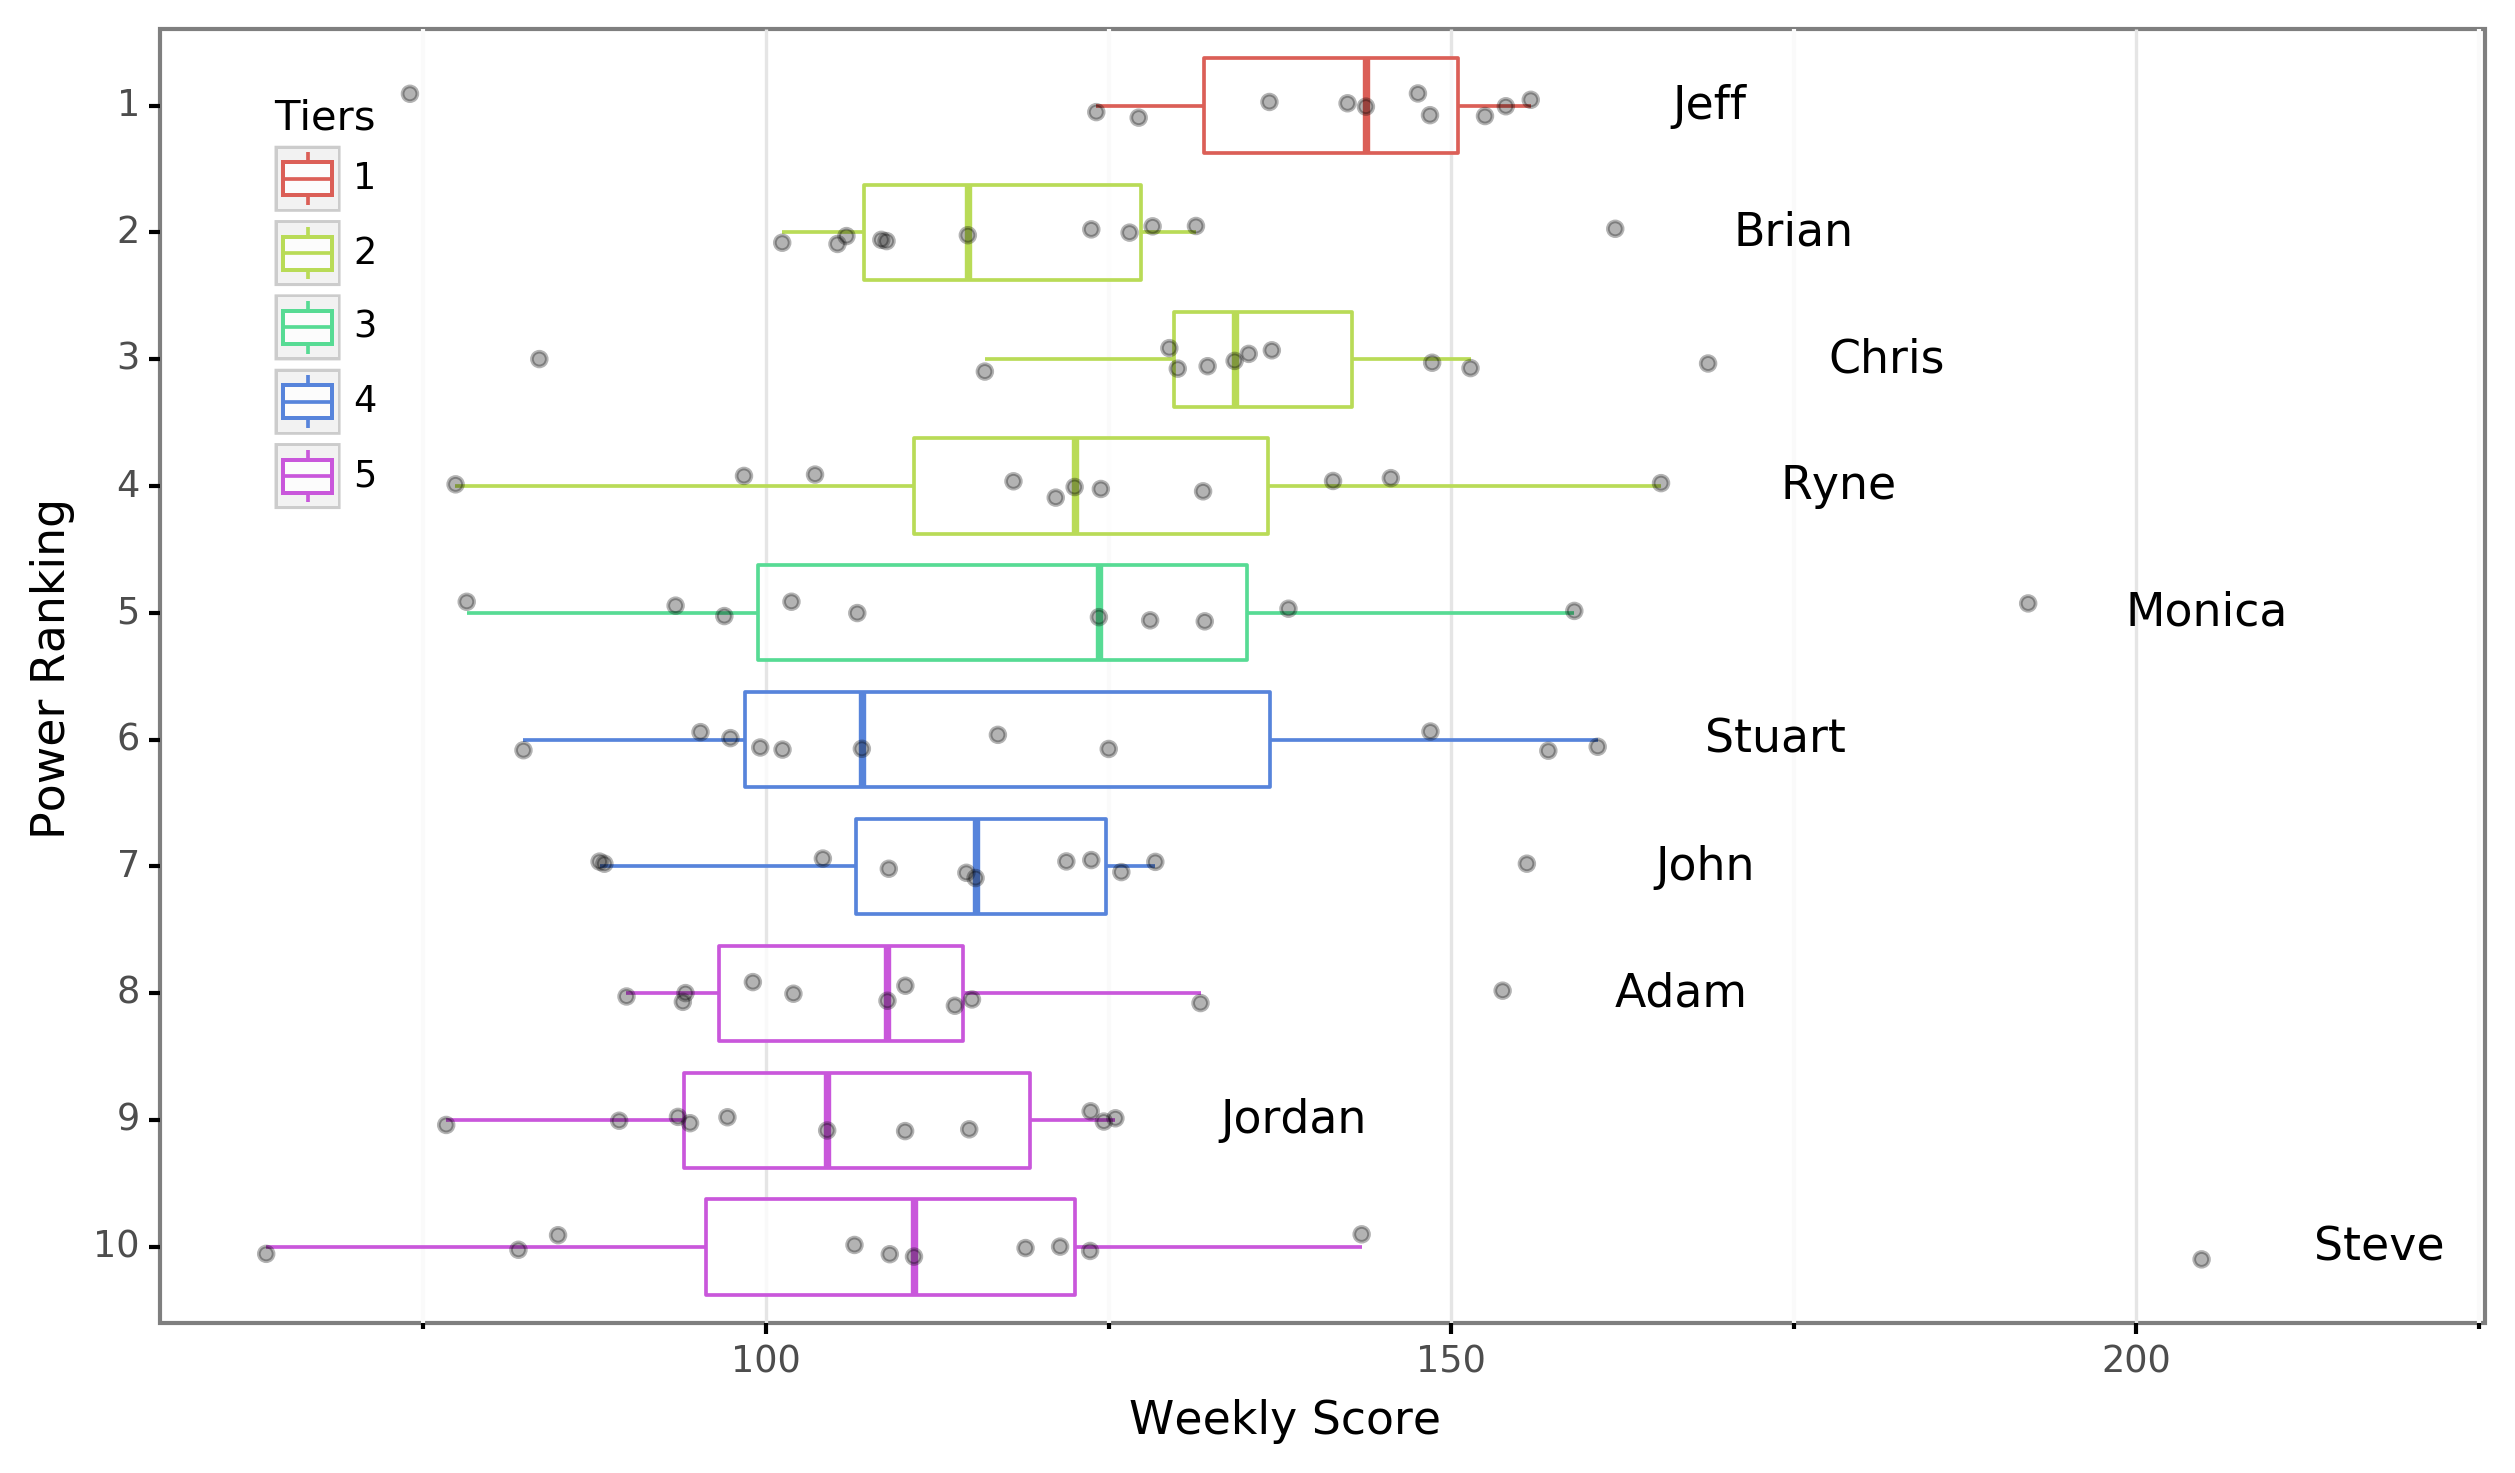 Tiers
1
2
3
4
5
Power Ranking
1
2
3
4
5
6
7
8
9
10
Jeff
Brian
Chris
Ryne
Monica
Stuart
John
Adam
Jordan
Steve
100 150 200
Weekly Score